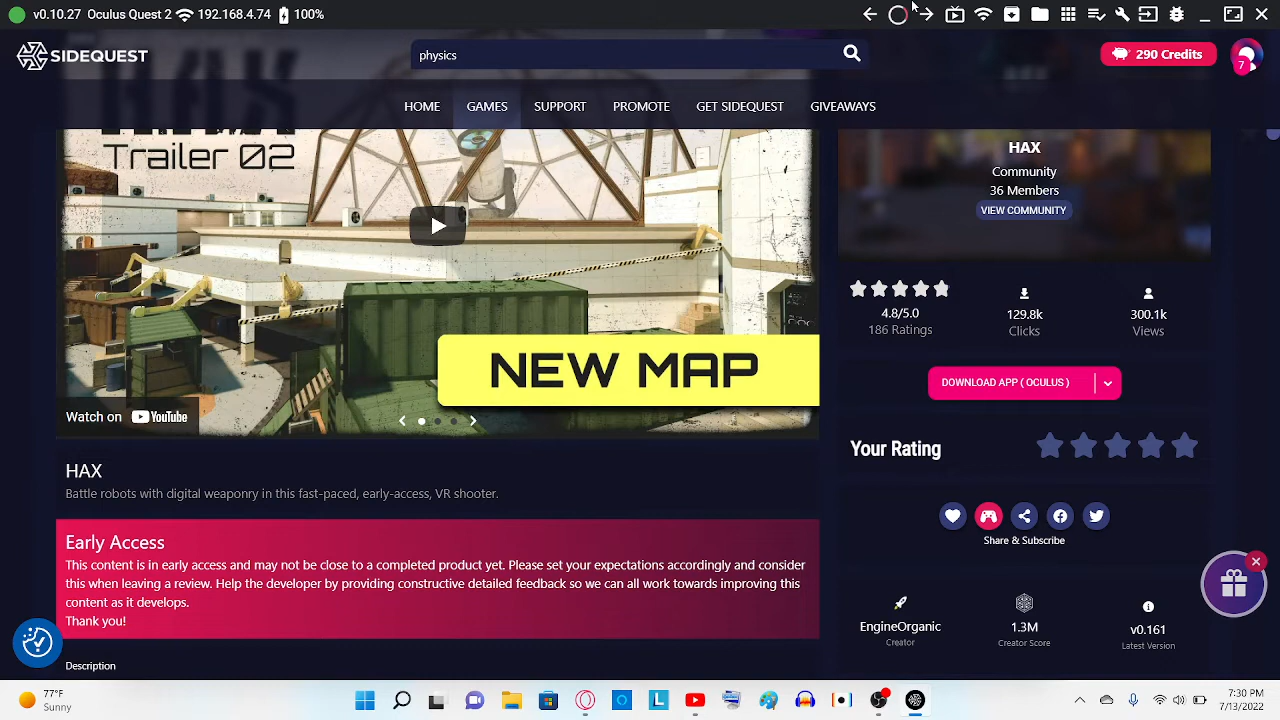 v0.10.27 Oculus Quest 2 192.168.4.74 100%
SIDEQUEST
physics
290 Credits
7
HOME GAMES SUPPORT PROMOTE GET SIDEQUEST GIVEAWAYS
Trailer 02
NEW MAP
Watch on YouTube
HAX
Battle robots with digital weaponry in this fast-paced, early-access, VR shooter.
Early Access
This content is in early access and may not be close to a completed product yet. Please set your expectations accordingly and consider
this when leaving a review. Help the developer by providing constructive detailed feedback so we can all work towards improving this
content as it develops.
Thank you!
Description
HAX
Community
36 Members
VIEW COMMUNITY
4.8/5.0 129.8k 300.1k
186 Ratings Clicks Views
DOWNLOAD APP ( OCULUS )
Your Rating
Share & Subscribe
EngineOrganic 1.3M v0.161
Creator Creator Score Latest Version
77°F
Sunny
7:30 PM
7/13/2022